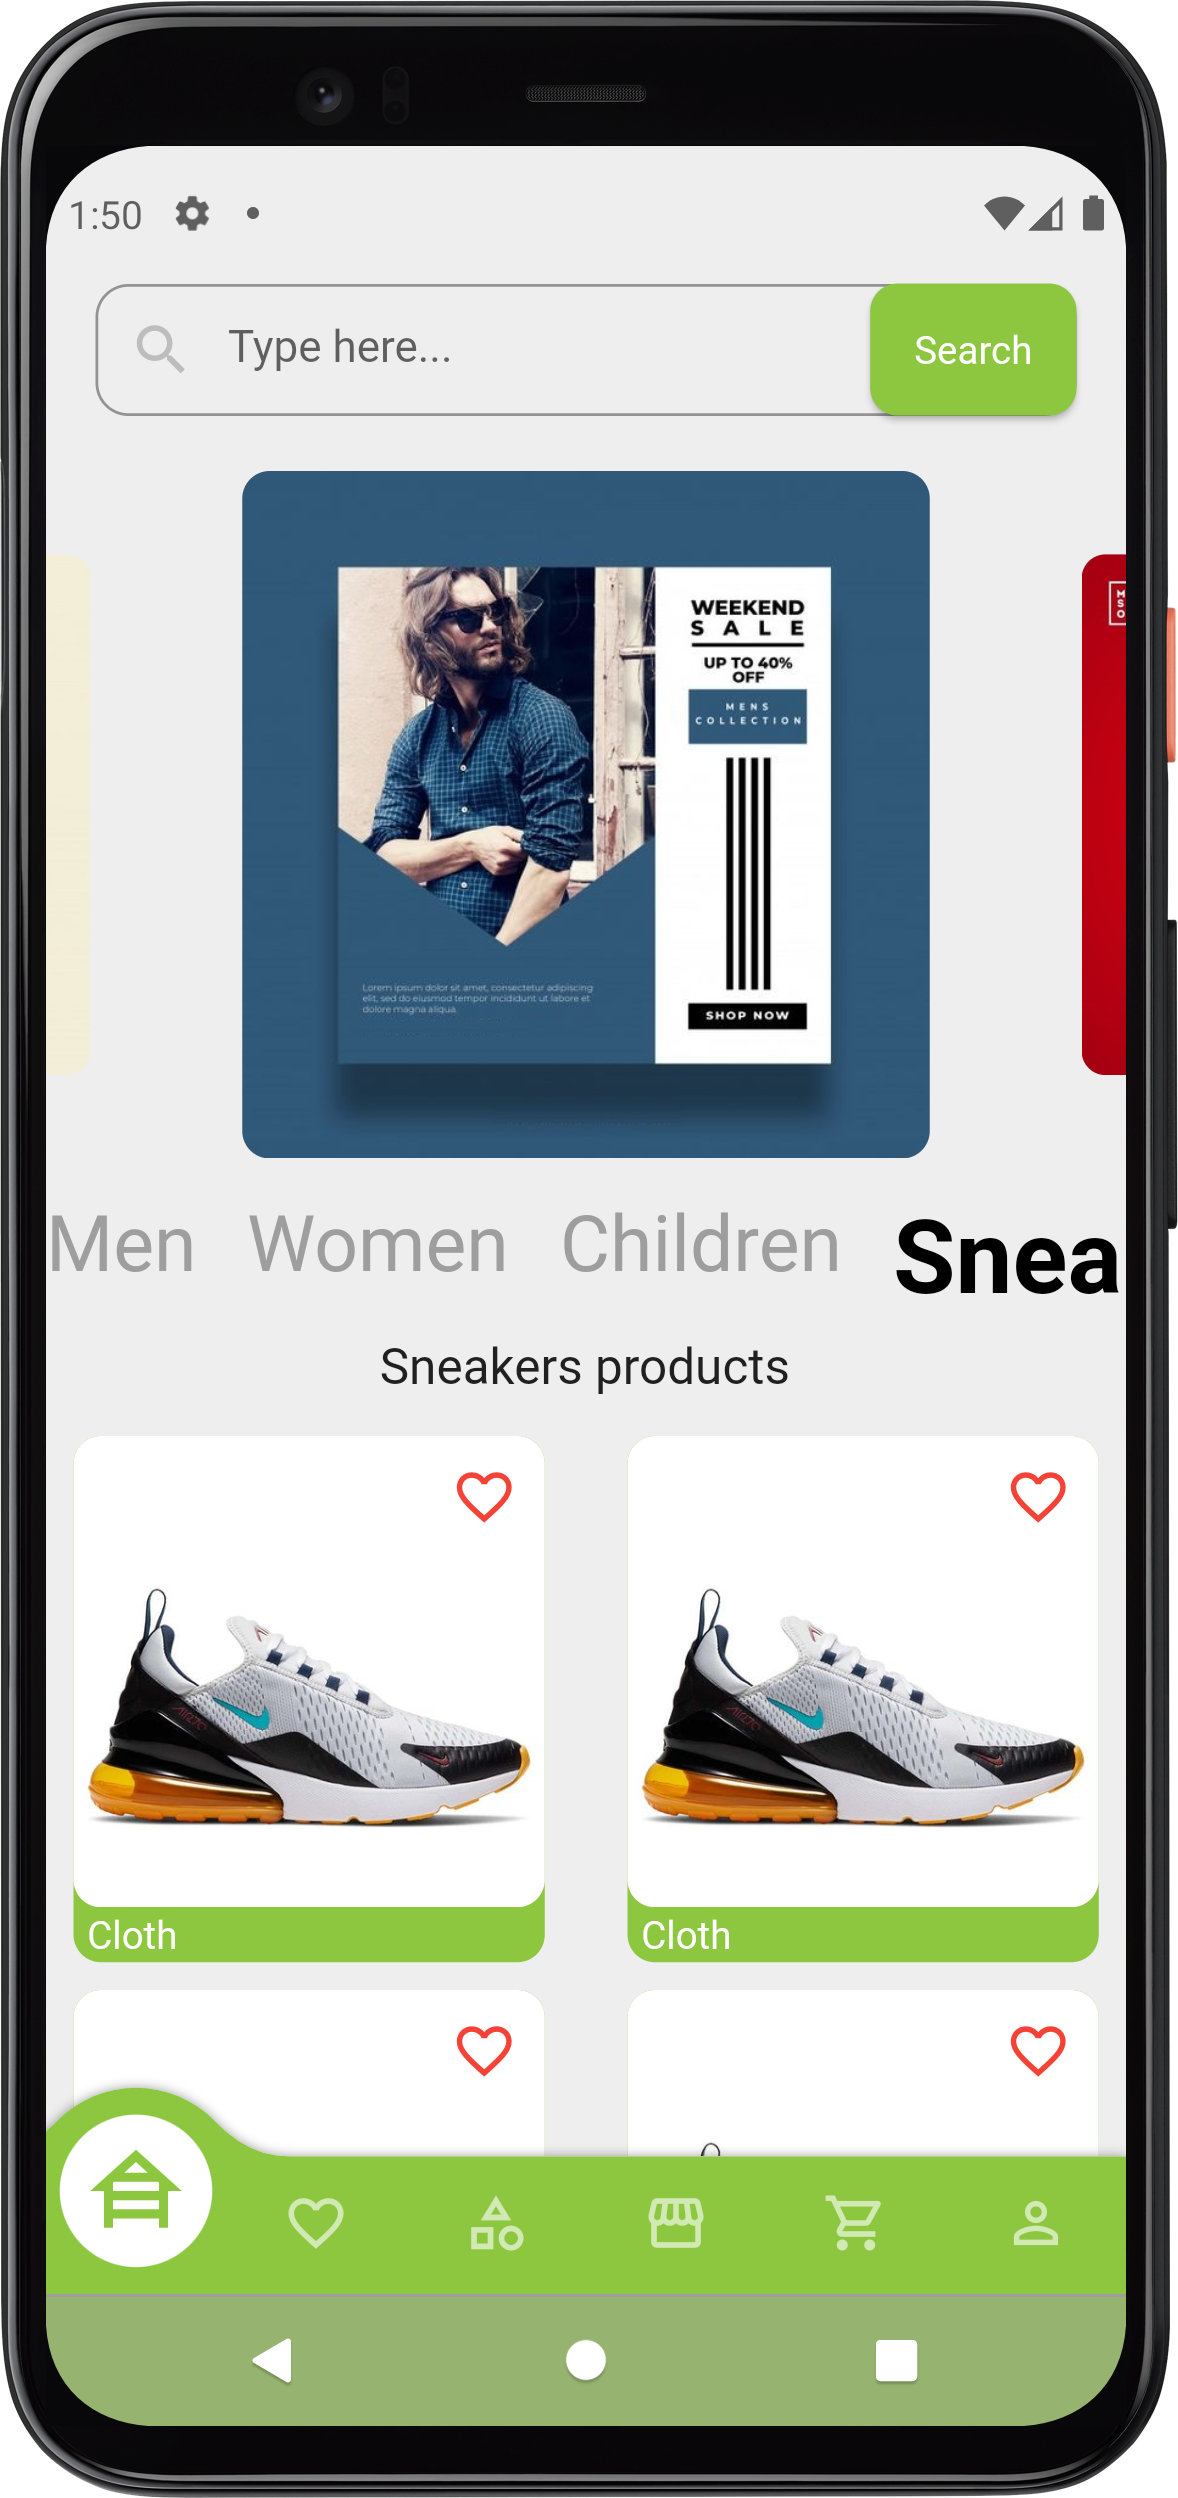 1:50
Type here...
Search
WEEKEND
SALE
UP TO 40%
OFF
MENS
COLLECTION
Lorem ipsum dolor sit amet, consectetur adipiscing
elit, sed do eiusmod tempor incididunt ut labore et
dolore magna aliqua.
SHOP NOW
M
S
O
Men Women Children Snea
Sneakers products
Cloth
Cloth